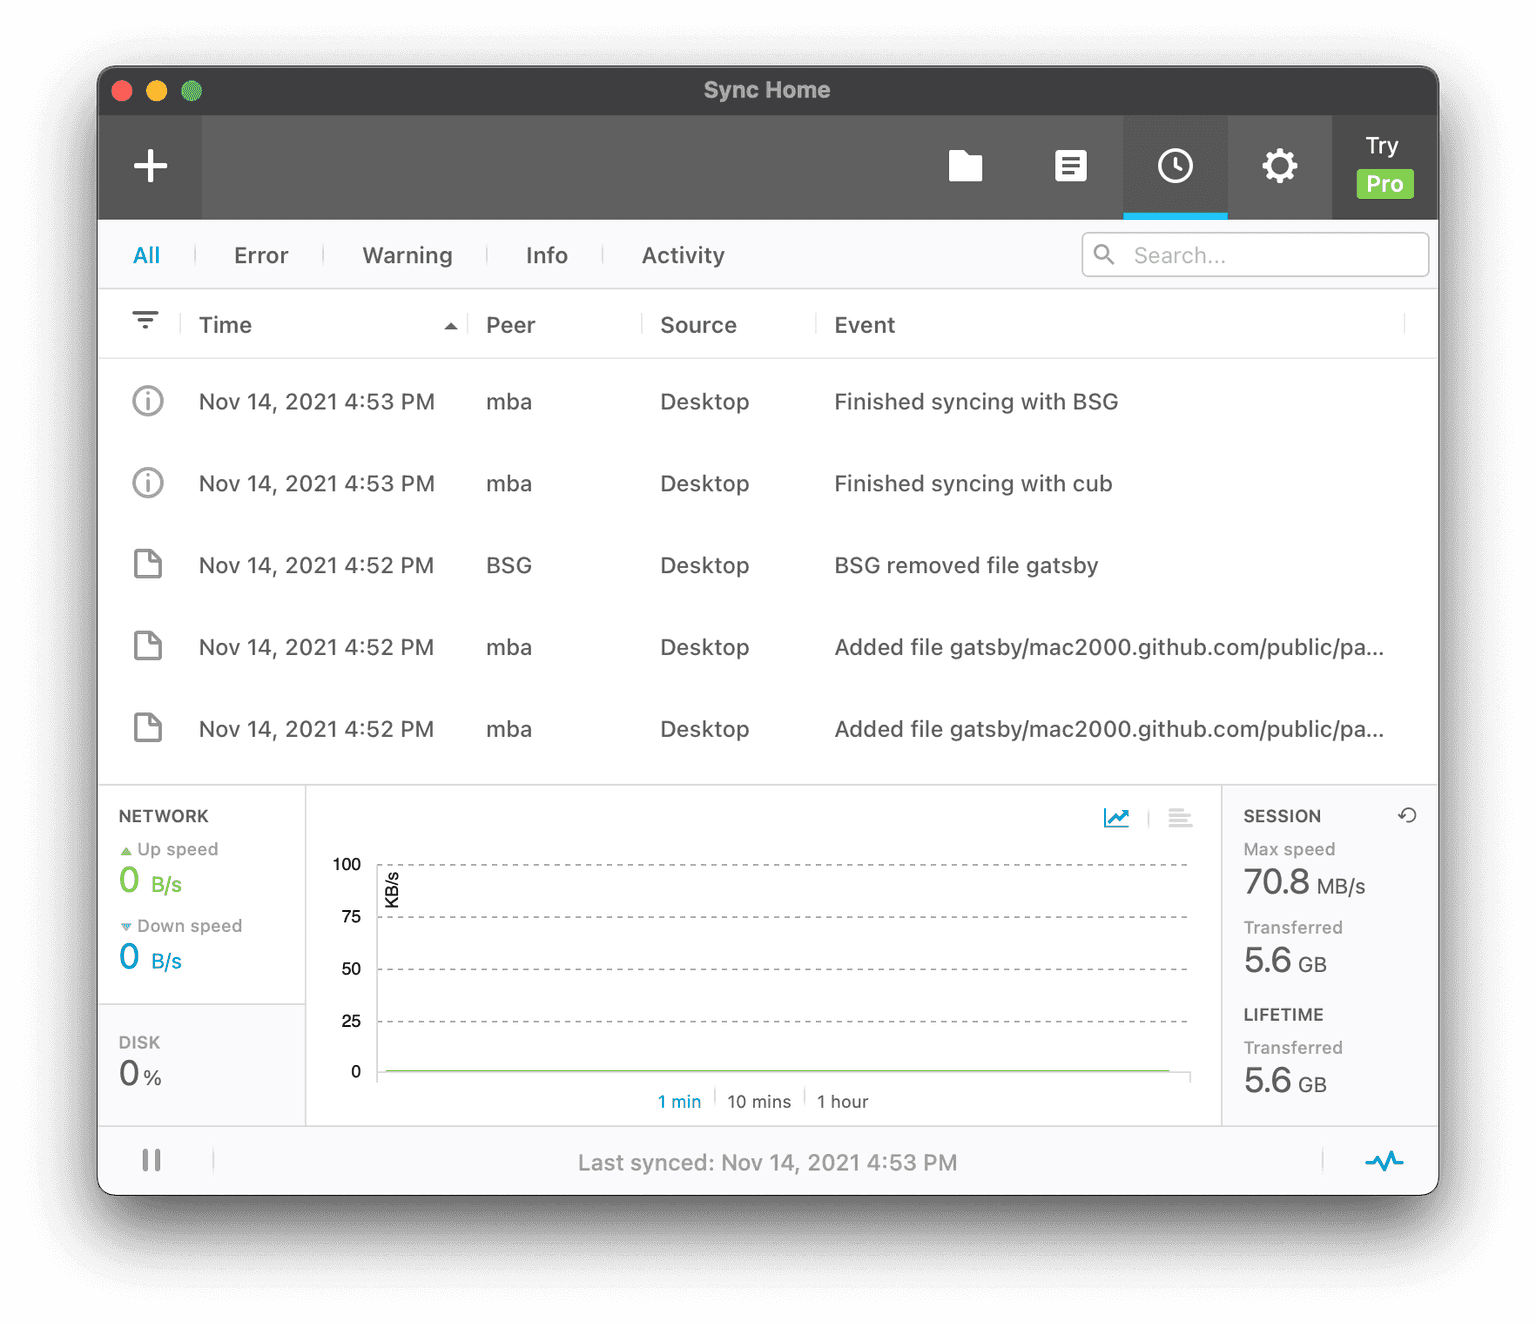 Sync Home
Try
Pro
All Error Warning Info Activity Search...
Time Peer Source Event
Nov 14, 2021 4:53 PM mba Desktop Finished syncing with BSG
Nov 14, 2021 4:53 PM mba Desktop Finished syncing with cub
Nov 14, 2021 4:52 PM BSG Desktop BSG removed file gatsby
Nov 14, 2021 4:52 PM mba Desktop Added file gatsby/mac2000.github.com/public/pa...
Nov 14, 2021 4:52 PM mba Desktop Added file gatsby/mac2000.github.com/public/pa...
NETWORK
Up speed
0 B/s
Down speed
0 B/s
DISK
0 %
KB/s
100
75
50
25
0
1 min 10 mins 1 hour
SESSION
Max speed
70.8 MB/s
Transferred
5.6 GB
LIFETIME
Transferred
5.6 GB
Last synced: Nov 14, 2021 4:53 PM